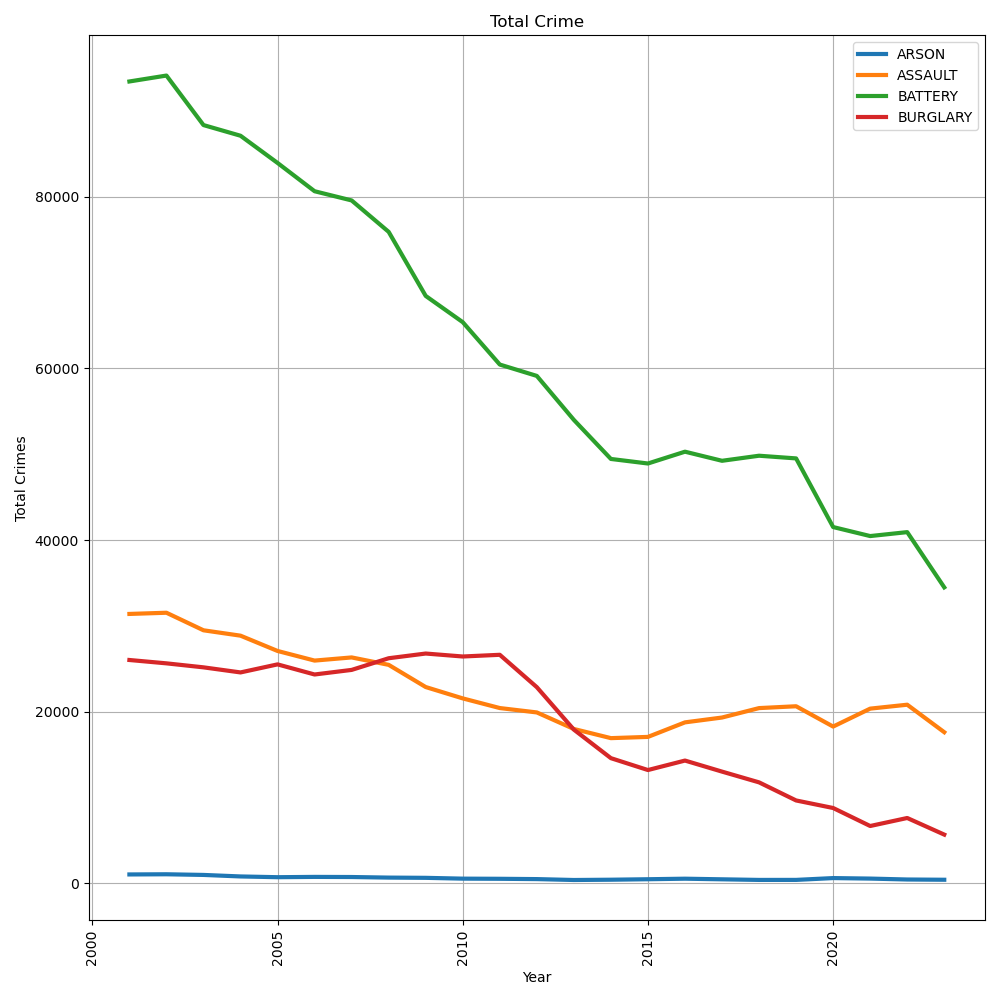 Total Crime
ARSON
ASSAULT
BATTERY
BURGLARY
Total Crimes
80000
60000
40000
20000
0
2000
2005
2010
2015
2020
Year